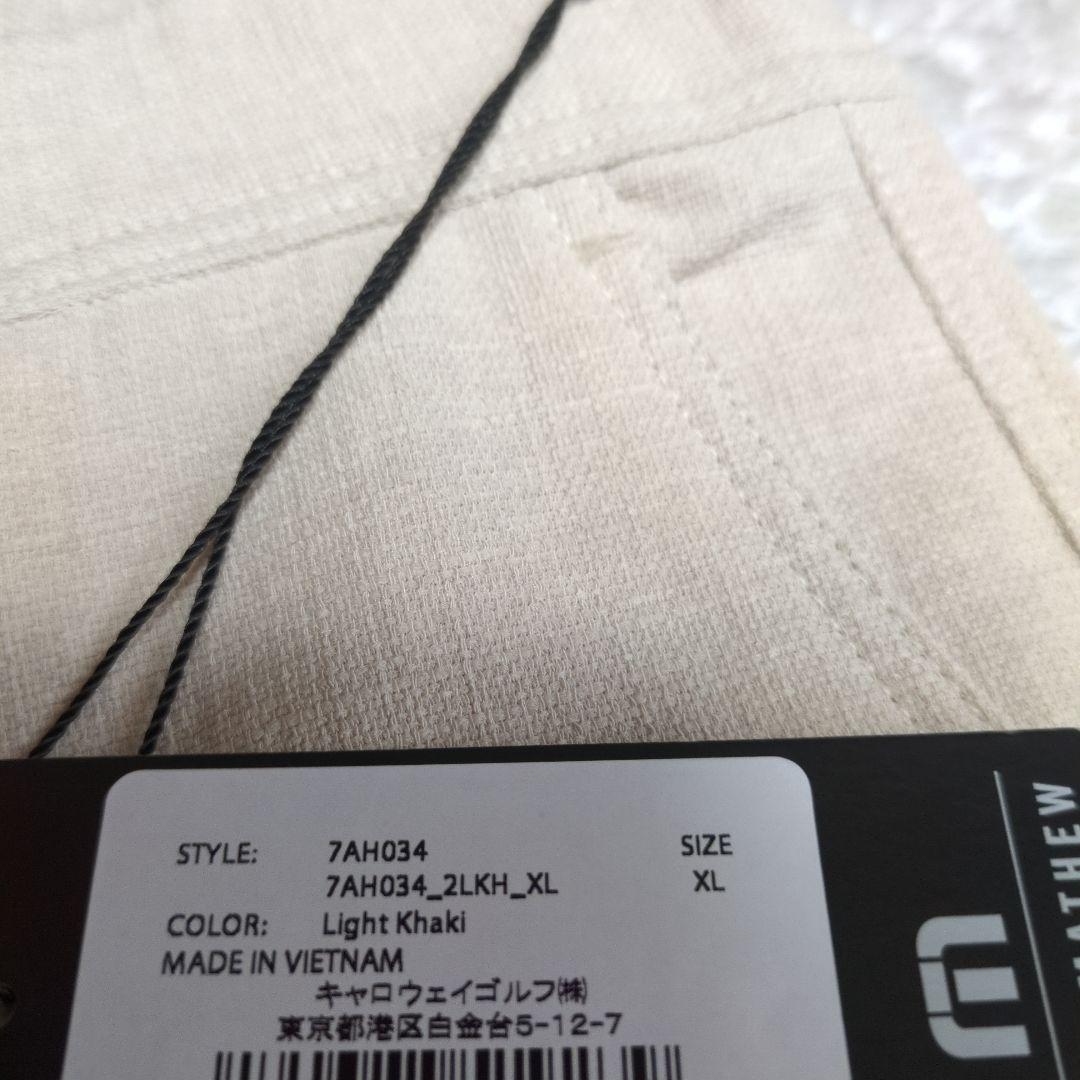 STYLE: 7AH034 SIZE
7AH034_2LKH_XL XL
COLOR: Light Khaki
MADE IN VIETNAM
キャロウェイゴルフ㈱
東京都港区白金台5-12-7